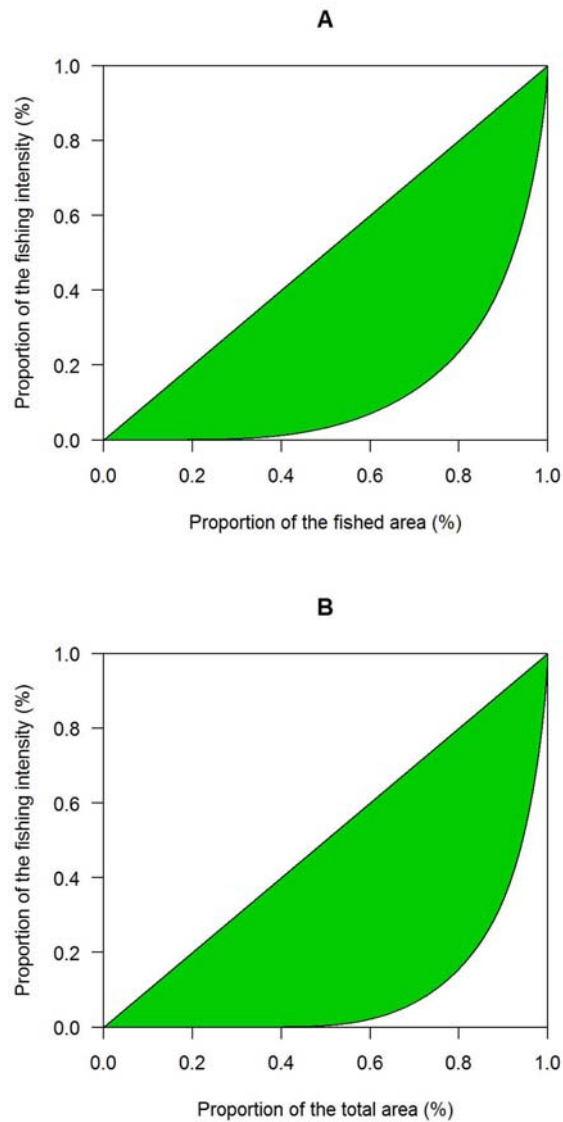 A
1.0
0.8
0.6
0.4
0.2
0.0
Proportion of the fishing intensity (%)
0.0 0.2 0.4 0.6 0.8 1.0
Proportion of the fished area (%)
B
1.0
0.8
0.6
0.4
0.2
0.0
Proportion of the fishing intensity (%)
0.0 0.2 0.4 0.6 0.8 1.0
Proportion of the total area (%)